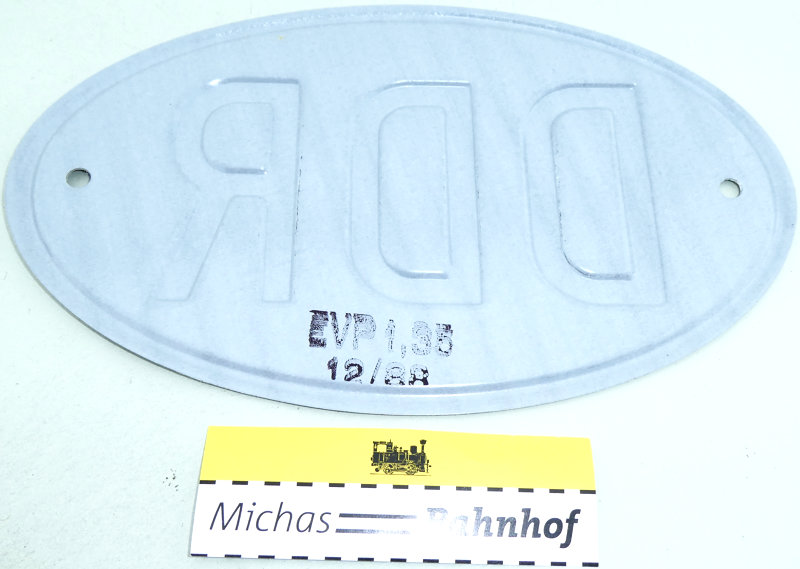 DDR
EVP 1,35
12/88
Michas Bahnhof